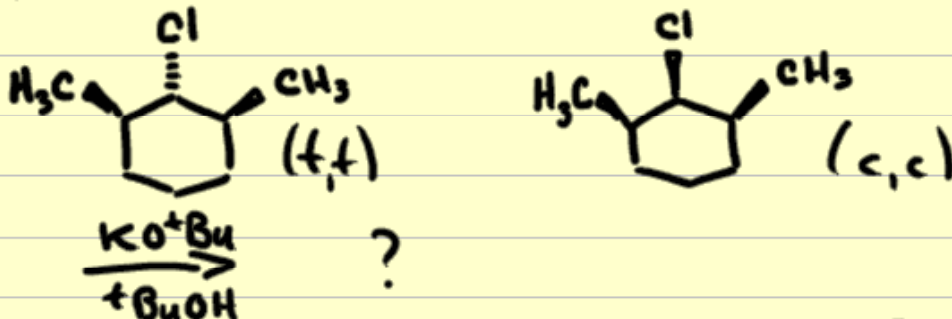 Cl Cl
H₃C CH₃ H₃C CH₃
(t,t) (c,c)
KOᵗBu ?
ᵗBuOH